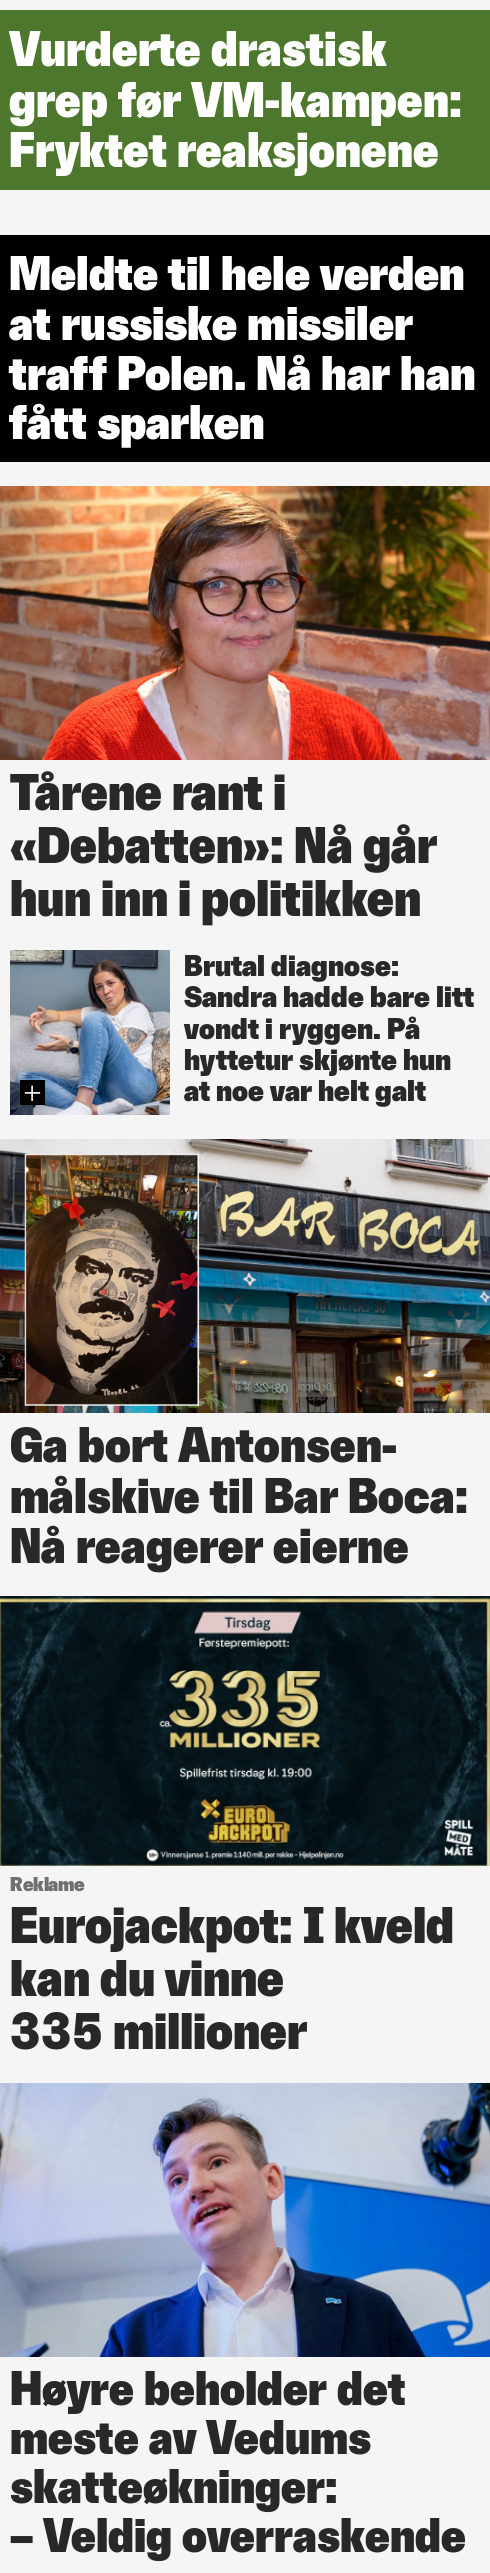 Vurderte drastisk
grep før VM-kampen:
Fryktet reaksjonene
Meldte til hele verden
at russiske missiler
traff Polen. Nå har han
fått sparken
Tårene rant i
«Debatten»: Nå går
hun inn i politikken
Brutal diagnose:
Sandra hadde bare litt
vondt i ryggen. På
hyttetur skjønte hun
at noe var helt galt
BAR BOCA
Ga bort Antonsen-
målskive til Bar Boca:
Nå reagerer eierne
Tirsdag
Førstepremiepott:
ca. 335
MILLIONER
Spillefrist tirsdag kl. 19:00
EURO
JACKPOT
SPILL
MED
MÅTE
18+ Vinnersjanse 1. premie 1:140 mill. per rekke - Hjelpelinjen.no
Reklame
Eurojackpot: I kveld
kan du vinne
335 millioner
Høyre beholder det
meste av Vedums
skatteøkninger:
– Veldig overraskende